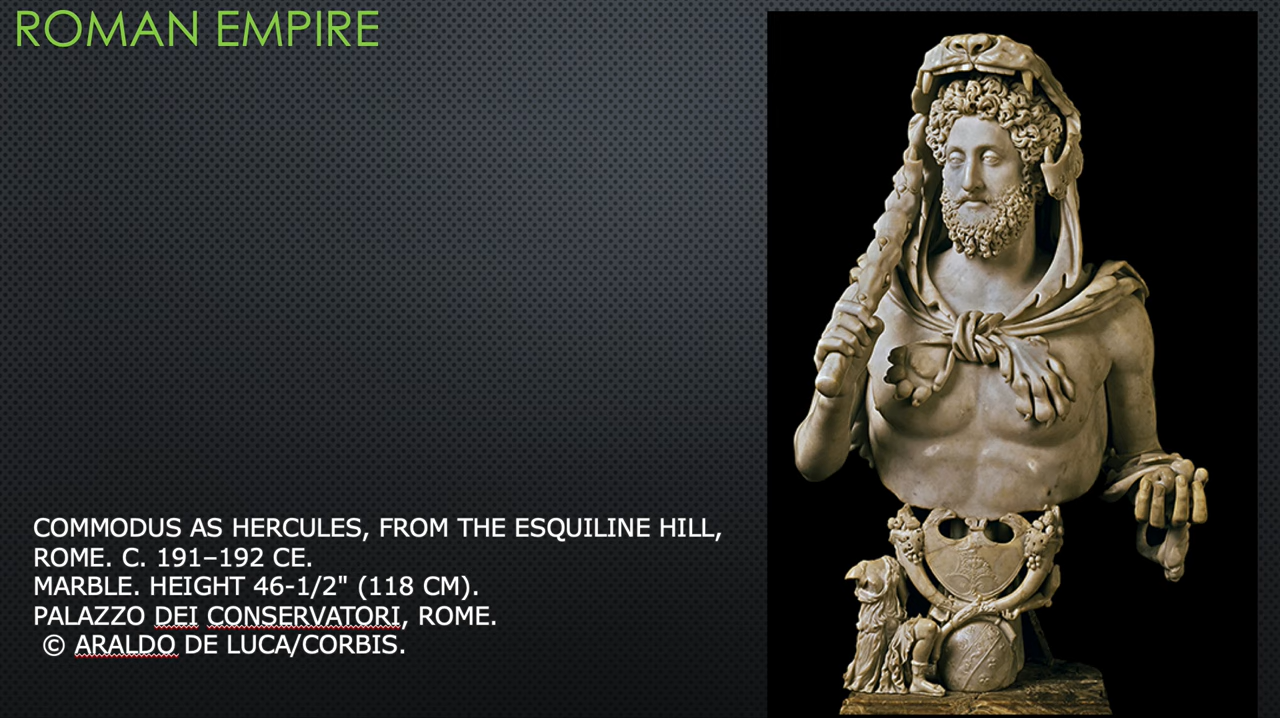 ROMAN EMPIRE
COMMODUS AS HERCULES, FROM THE ESQUILINE HILL,
ROME. C. 191–192 CE.
MARBLE. HEIGHT 46-1/2" (118 CM).
PALAZZO DEI CONSERVATORI, ROME.
© ARALDO DE LUCA/CORBIS.